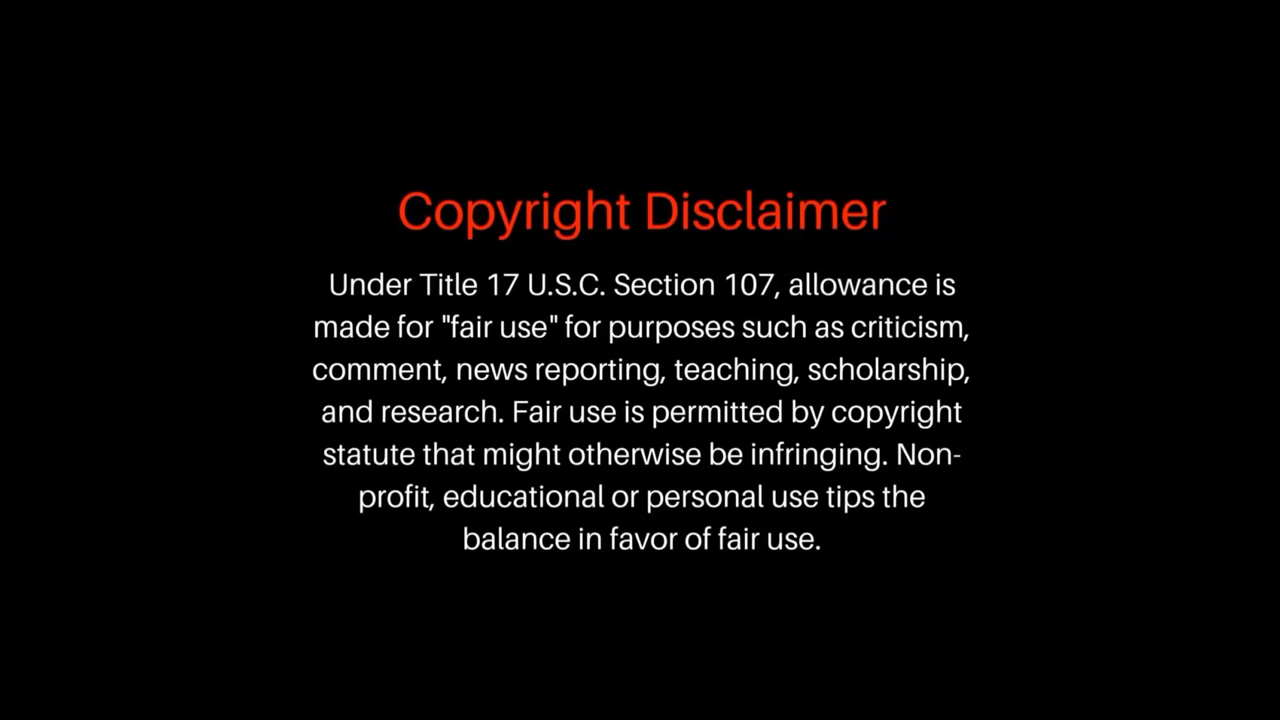 Copyright Disclaimer
Under Title 17 U.S.C. Section 107, allowance is
made for "fair use" for purposes such as criticism,
comment, news reporting, teaching, scholarship,
and research. Fair use is permitted by copyright
statute that might otherwise be infringing. Non-
profit, educational or personal use tips the
balance in favor of fair use.